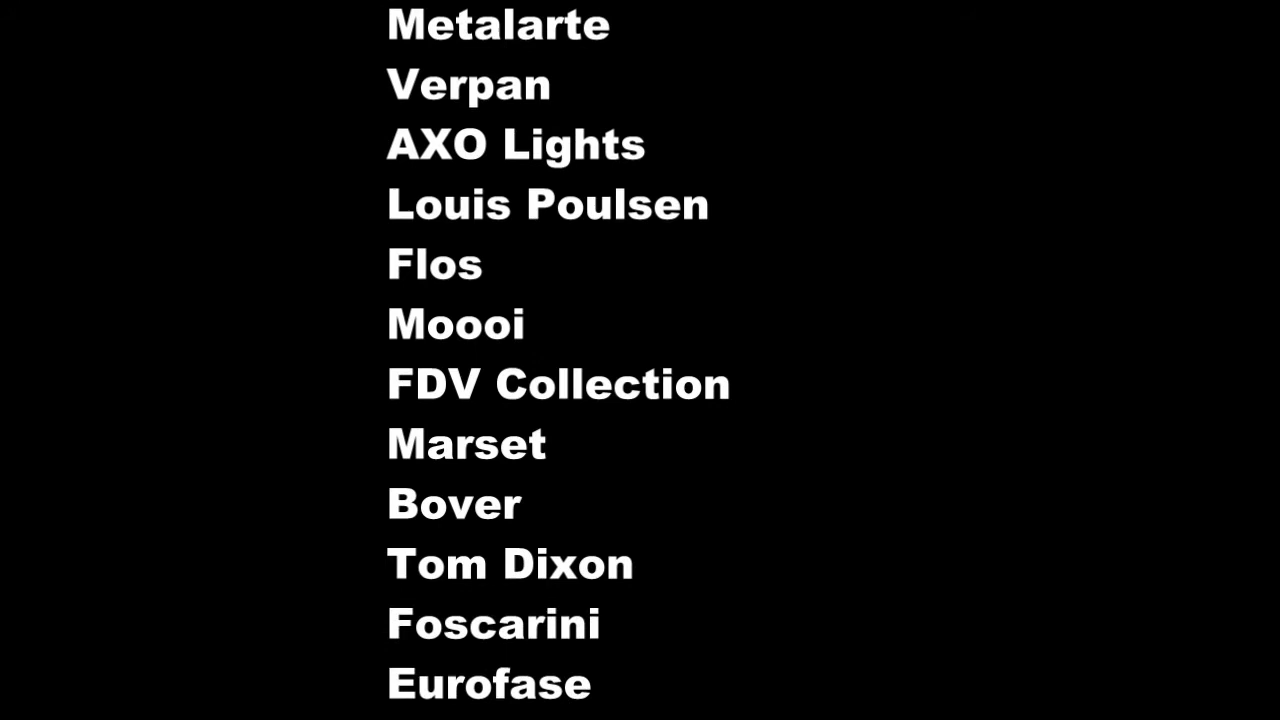 Metalarte
Verpan
AXO Lights
Louis Poulsen
Flos
Moooi
FDV Collection
Marset
Bover
Tom Dixon
Foscarini
Eurofase